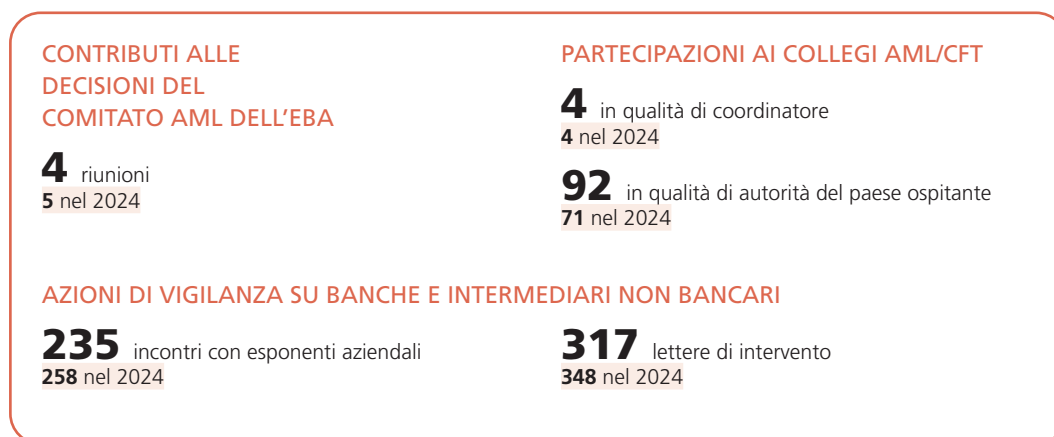 CONTRIBUTI ALLE
DECISIONI DEL
COMITATO AML DELL'EBA
4 riunioni
5 nel 2024
PARTECIPAZIONI AI COLLEGI AML/CFT
4 in qualità di coordinatore
4 nel 2024
92 in qualità di autorità del paese ospitante
71 nel 2024
AZIONI DI VIGILANZA SU BANCHE E INTERMEDIARI NON BANCARI
235 incontri con esponenti aziendali
258 nel 2024
317 lettere di intervento
348 nel 2024